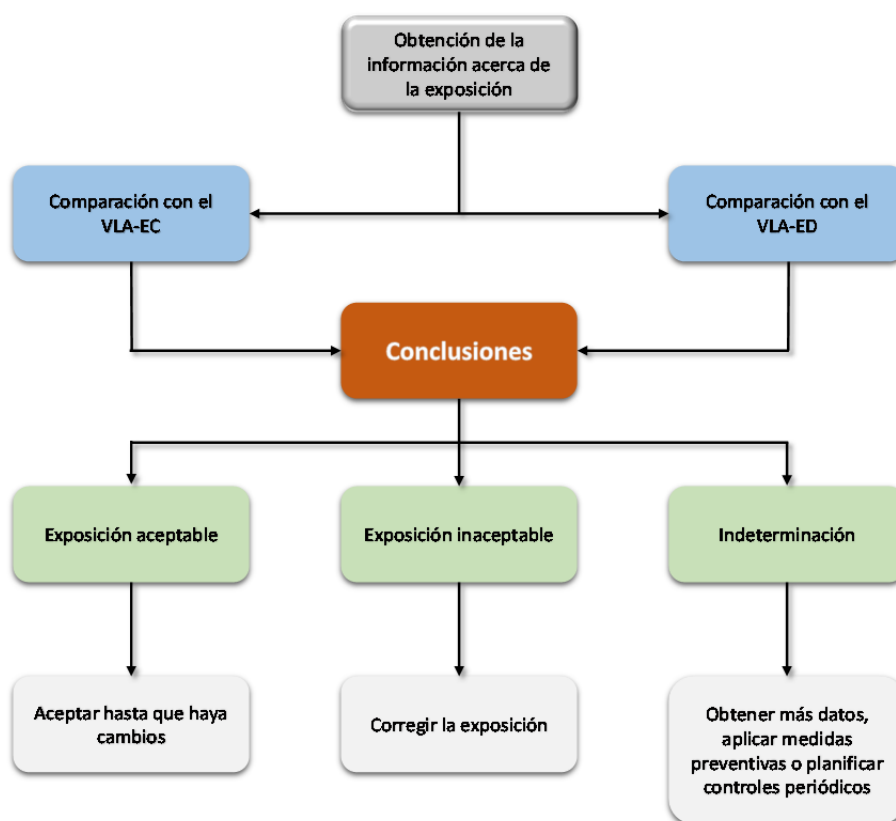 Obtención de la
información acerca de
la exposición
Comparación con el
VLA-EC
Comparación con el
VLA-ED
Conclusiones
Exposición aceptable
Exposición inaceptable
Indeterminación
Aceptar hasta que haya
cambios
Corregir la exposición
Obtener más datos,
aplicar medidas
preventivas o planificar
controles periódicos